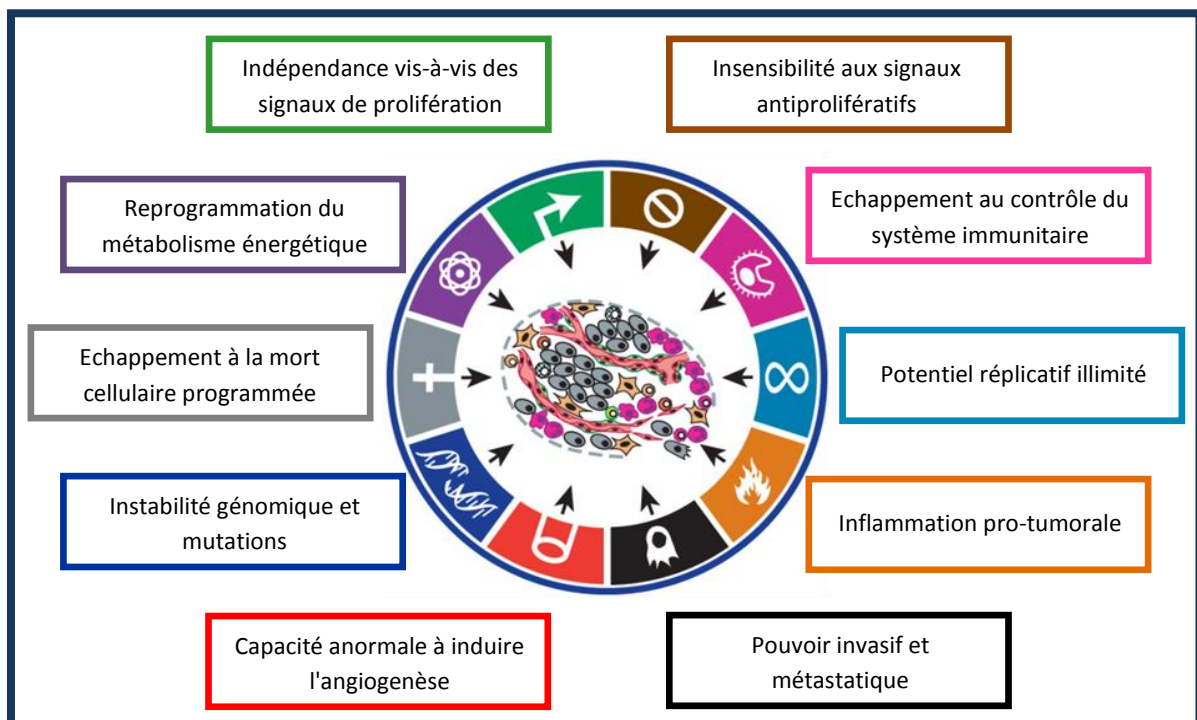 Indépendance vis-à-vis des
signaux de prolifération
Insensibilité aux signaux
antiprolifératifs
Reprogrammation du
métabolisme énergétique
Echappement au contrôle du
système immunitaire
Echappement à la mort
cellulaire programmée
Potentiel réplicatif illimité
Instabilité génomique et
mutations
Inflammation pro-tumorale
Capacité anormale à induire
l'angiogenèse
Pouvoir invasif et
métastatique